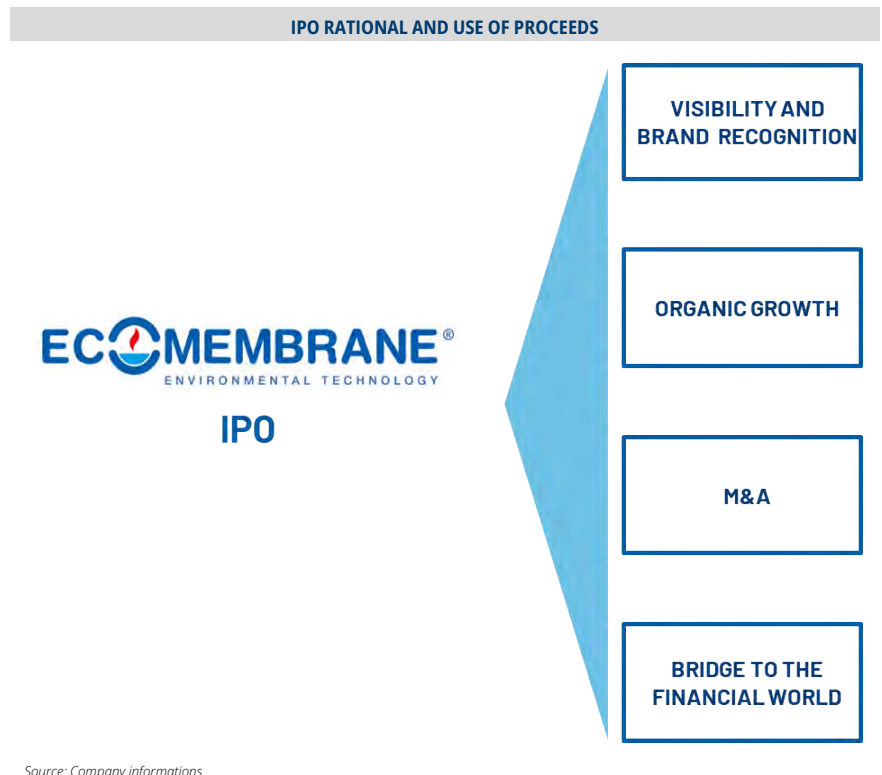 IPO RATIONAL AND USE OF PROCEEDS
VISIBILITY AND
BRAND RECOGNITION
ORGANIC GROWTH
ECOMEMBRANE®
ENVIRONMENTAL TECHNOLOGY
IPO
M&A
BRIDGE TO THE
FINANCIAL WORLD
Source: Company informations